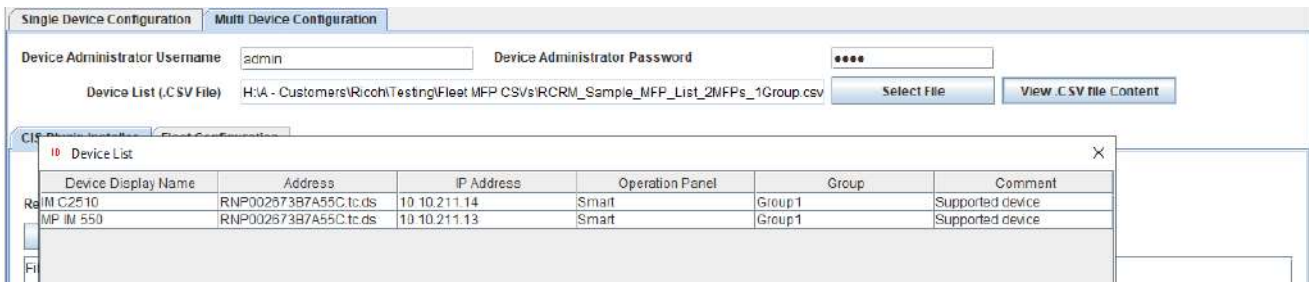 Single Device Configuration Multi Device Configuration
Device Administrator Username admin Device Administrator Password ••••
Device List (.CSV File) H:\A - Customers\Ricoh\Testing\Fleet MFP CSVs\RCRM_Sample_MFP_List_2MFPs_1Group.csv Select File View .CSV file Content
ID Device List
Device Display Name Address IP Address Operation Panel Group Comment
IM C2510 RNP002673B7A55C.tc.ds 10.10.211.14 Smart Group1 Supported device
MP IM 550 RNP002673B7A55C.tc.ds 10.10.211.13 Smart Group1 Supported device